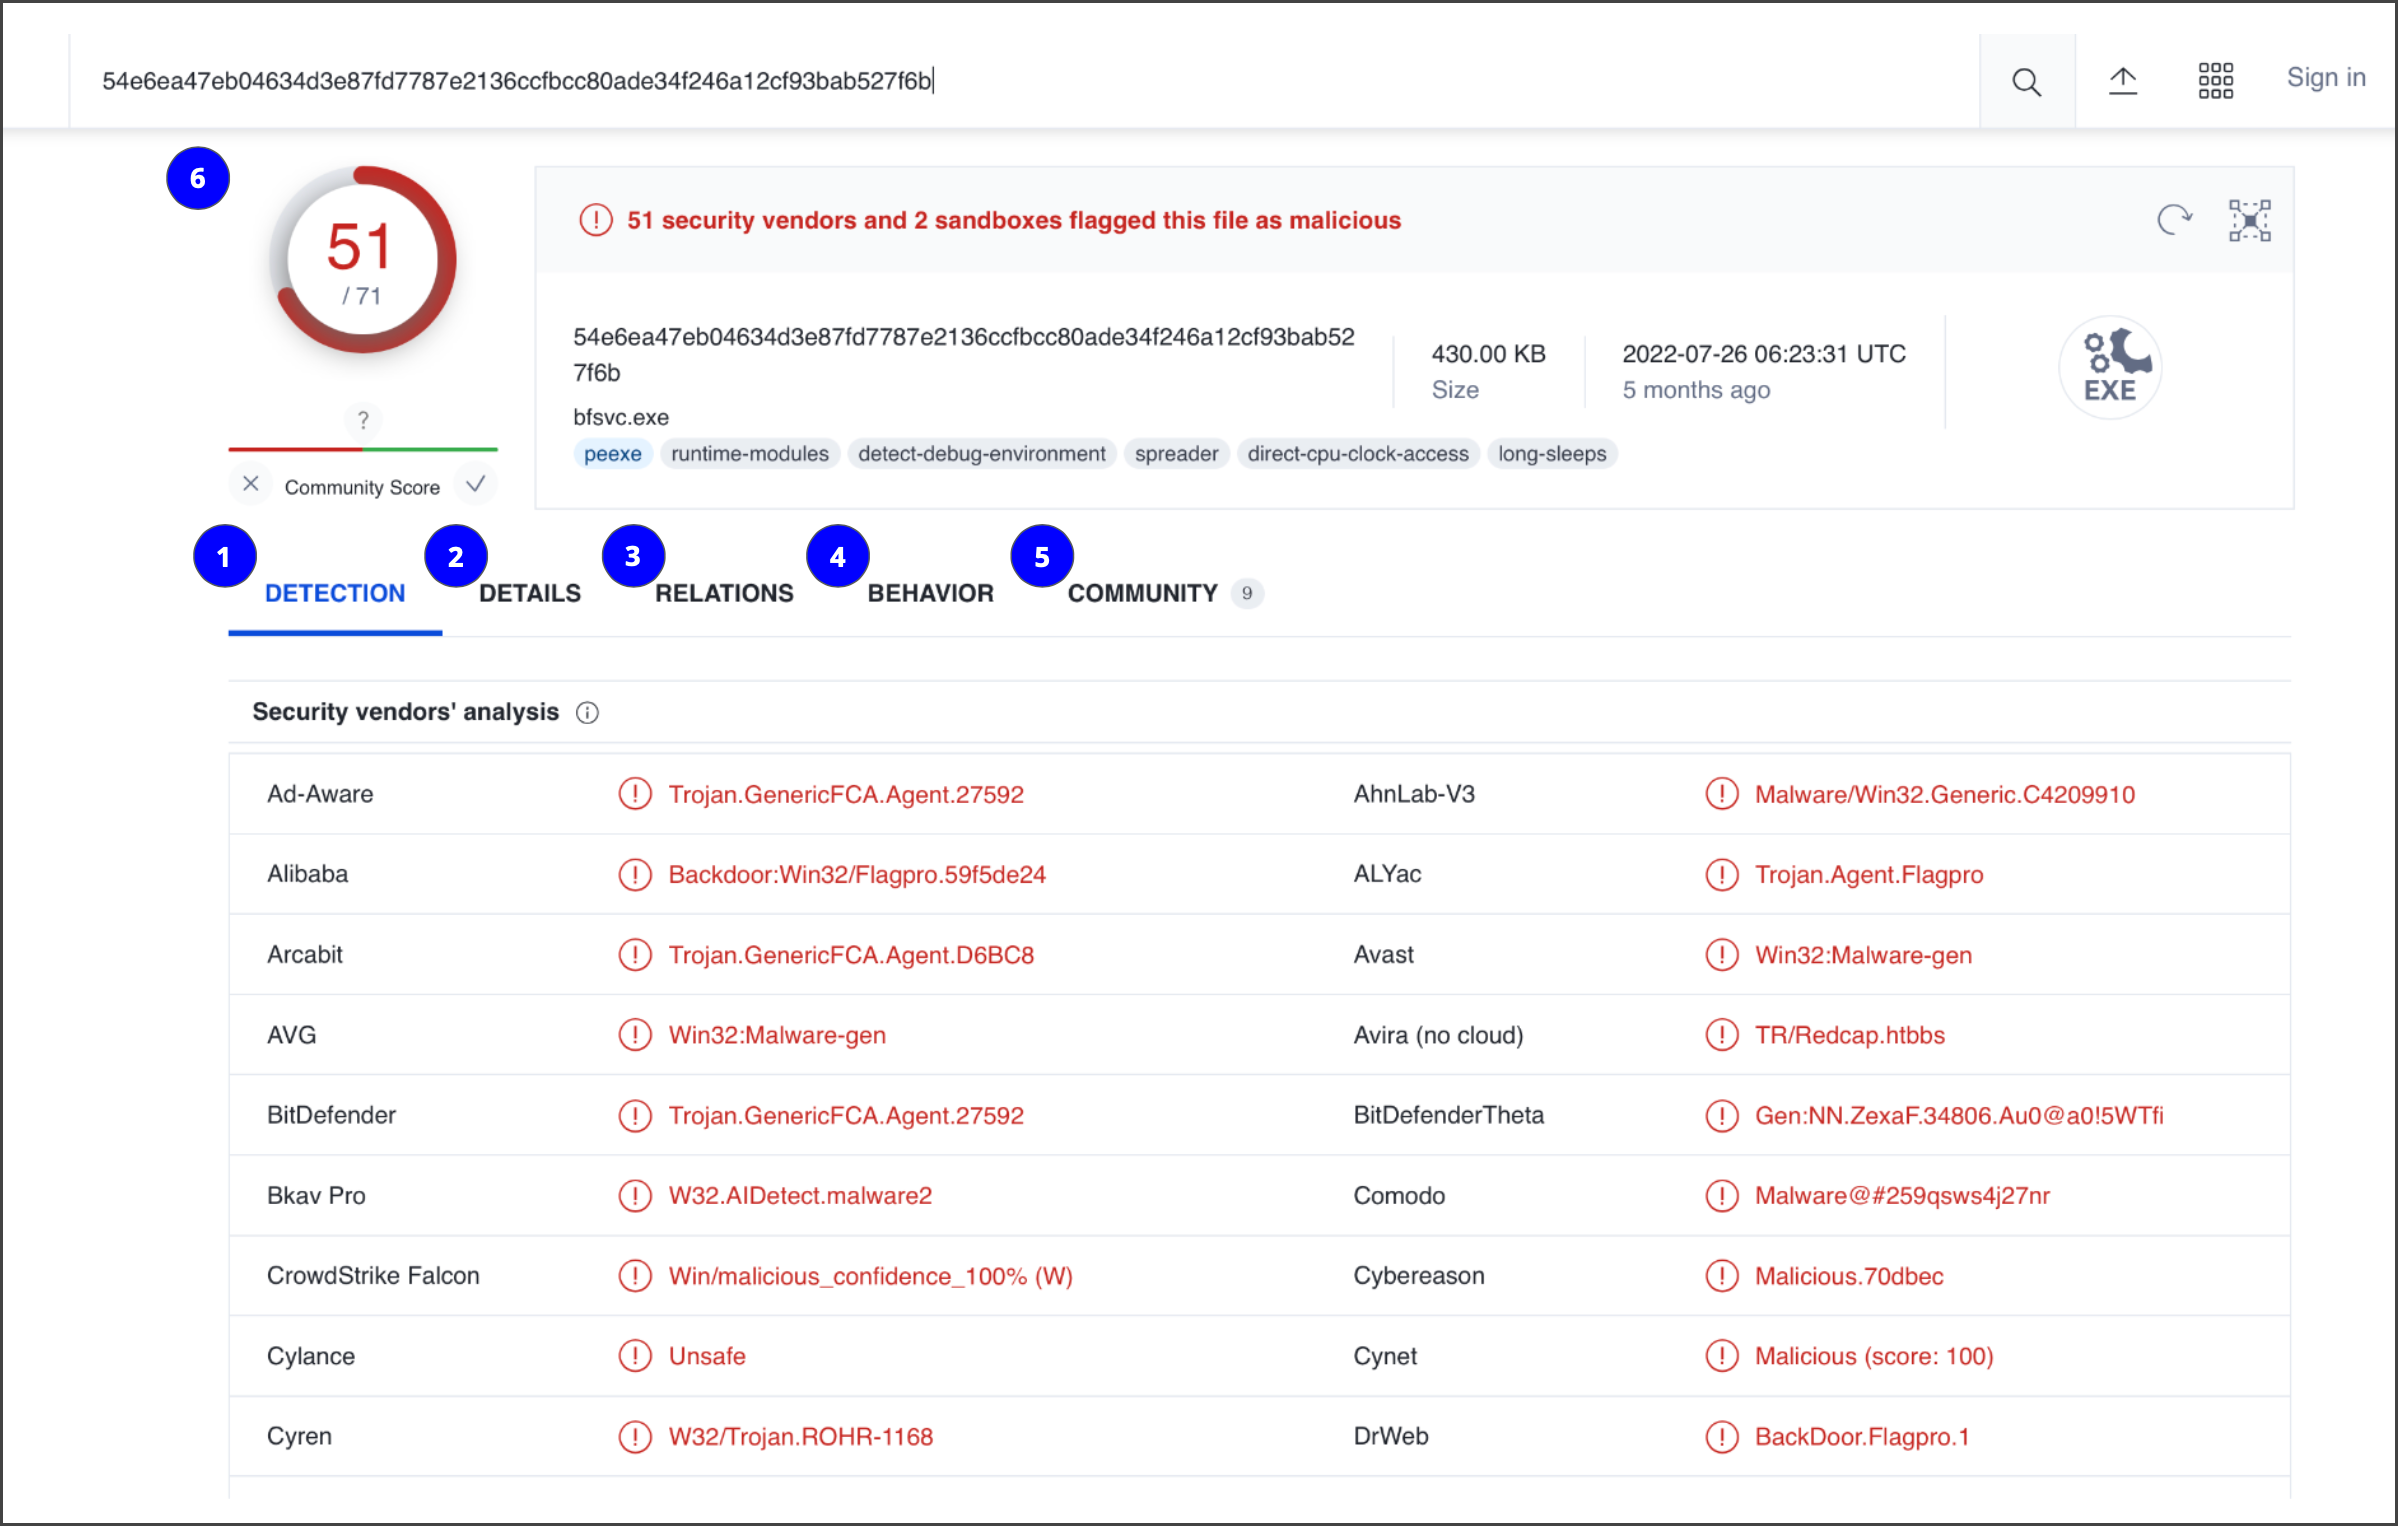 54e6ea47eb04634d3e87fd7787e2136ccfbcc80ade34f246a12cf93bab527f6b
Sign in
6
51
/ 71
?
Community Score
51 security vendors and 2 sandboxes flagged this file as malicious
54e6ea47eb04634d3e87fd7787e2136ccfbcc80ade34f246a12cf93bab52
7f6b
bfsvc.exe
peexe runtime-modules detect-debug-environment spreader direct-cpu-clock-access long-sleeps
430.00 KB
Size
2022-07-26 06:23:31 UTC
5 months ago
EXE
1 DETECTION
2 DETAILS
3 RELATIONS
4 BEHAVIOR
5 COMMUNITY 9
Security vendors' analysis
Ad-Aware Trojan.GenericFCA.Agent.27592 AhnLab-V3 Malware/Win32.Generic.C4209910
Alibaba Backdoor:Win32/Flagpro.59f5de24 ALYac Trojan.Agent.Flagpro
Arcabit Trojan.GenericFCA.Agent.D6BC8 Avast Win32:Malware-gen
AVG Win32:Malware-gen Avira (no cloud) TR/Redcap.htbbs
BitDefender Trojan.GenericFCA.Agent.27592 BitDefenderTheta Gen:NN.ZexaF.34806.Au0@a0!5WTfi
Bkav Pro W32.AIDetect.malware2 Comodo Malware@#259qsws4j27nr
CrowdStrike Falcon Win/malicious_confidence_100% (W) Cybereason Malicious.70dbec
Cylance Unsafe Cynet Malicious (score: 100)
Cyren W32/Trojan.ROHR-1168 DrWeb BackDoor.Flagpro.1